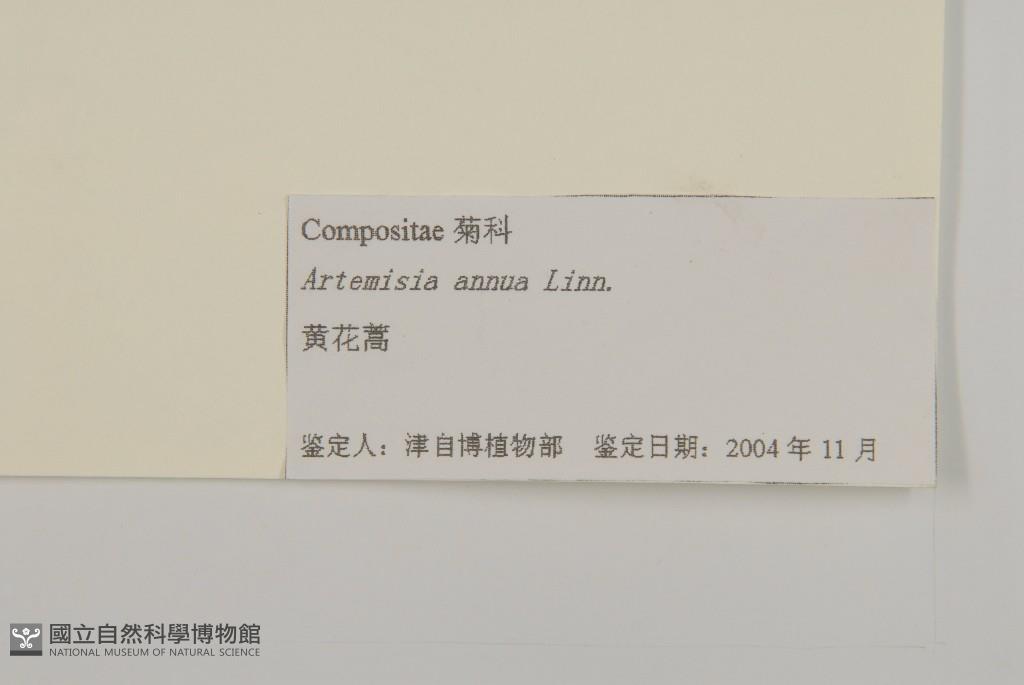 Compositae 菊科
Artemisia annua Linn.
黄花蒿
鉴定人：津自博植物部 鉴定日期：2004 年 11 月
國立自然科學博物館
NATIONAL MUSEUM OF NATURAL SCIENCE